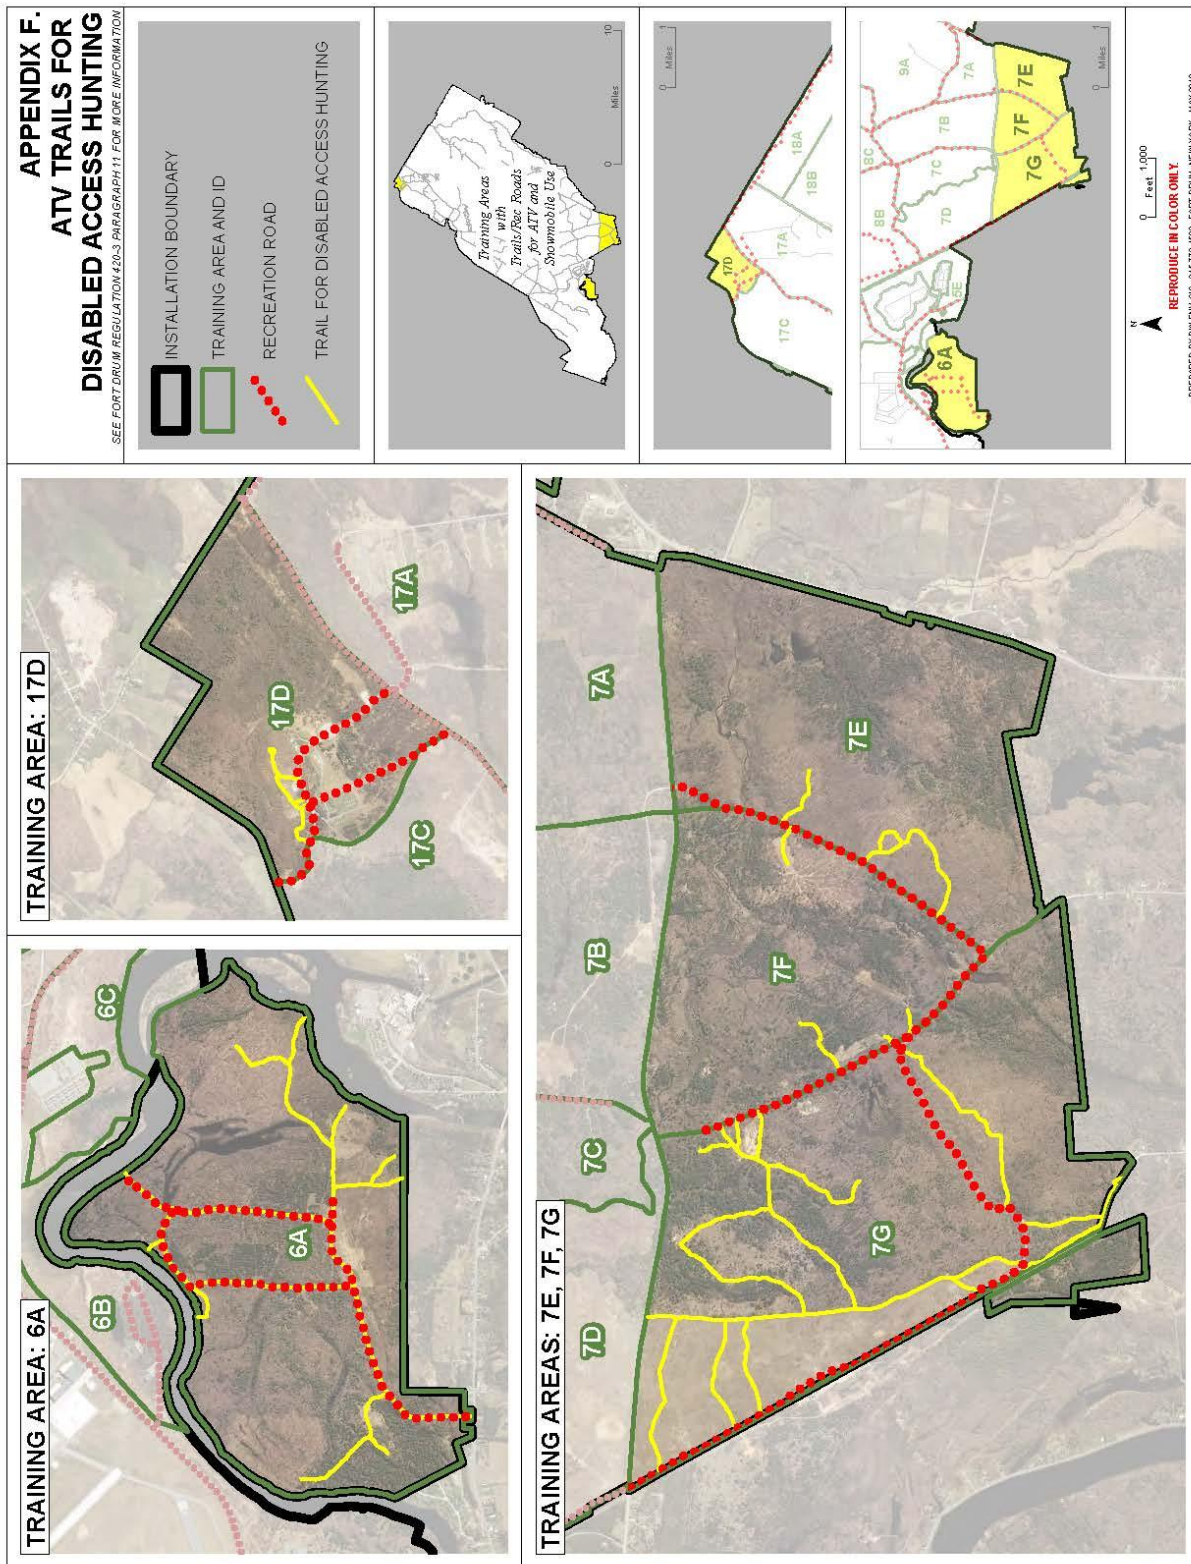 APPENDIX F.
ATV TRAILS FOR
DISABLED ACCESS HUNTING
SEE FORT DRUM REGULATION 420-3 PARAGRAPH 11 FOR MORE INFORMATION
INSTALLATION BOUNDARY
TRAINING AREA AND ID
RECREATION ROAD
TRAIL FOR DISABLED ACCESS HUNTING
Training Areas
with
Trails/Rec Roads
for ATV and
Snowmobile Use
0 10
Miles
17D
17C
17A
18B
18A
0 1
Miles
6A
5E
8B
8C
9A
7A
7B
7C
7D
7G
7F
7E
0 1
Miles
N
0 1,000
Feet
REPRODUCE IN COLOR ONLY.
TRAINING AREA: 6A
6B
6C
6A
TRAINING AREA: 17D
17D
17A
17C
TRAINING AREAS: 7E, 7F, 7G
7D
7C
7B
7A
7G
7F
7E